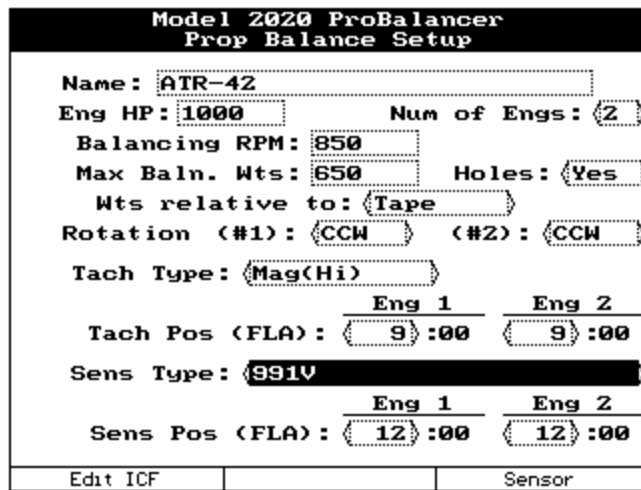 Model 2020 ProBalancer
Prop Balance Setup
Name: ATR-42
Eng HP: 1000 Num of Engs: 2
Balancing RPM: 850
Max Baln. Wts: 650 Holes: Yes
Wts relative to: Tape
Rotation (#1): CCW (#2): CCW
Tach Type: Mag(Hi)
Eng 1 Eng 2
Tach Pos (FLA): 9:00 9:00
Sens Type: 991V
Eng 1 Eng 2
Sens Pos (FLA): 12:00 12:00
Edit ICF Sensor